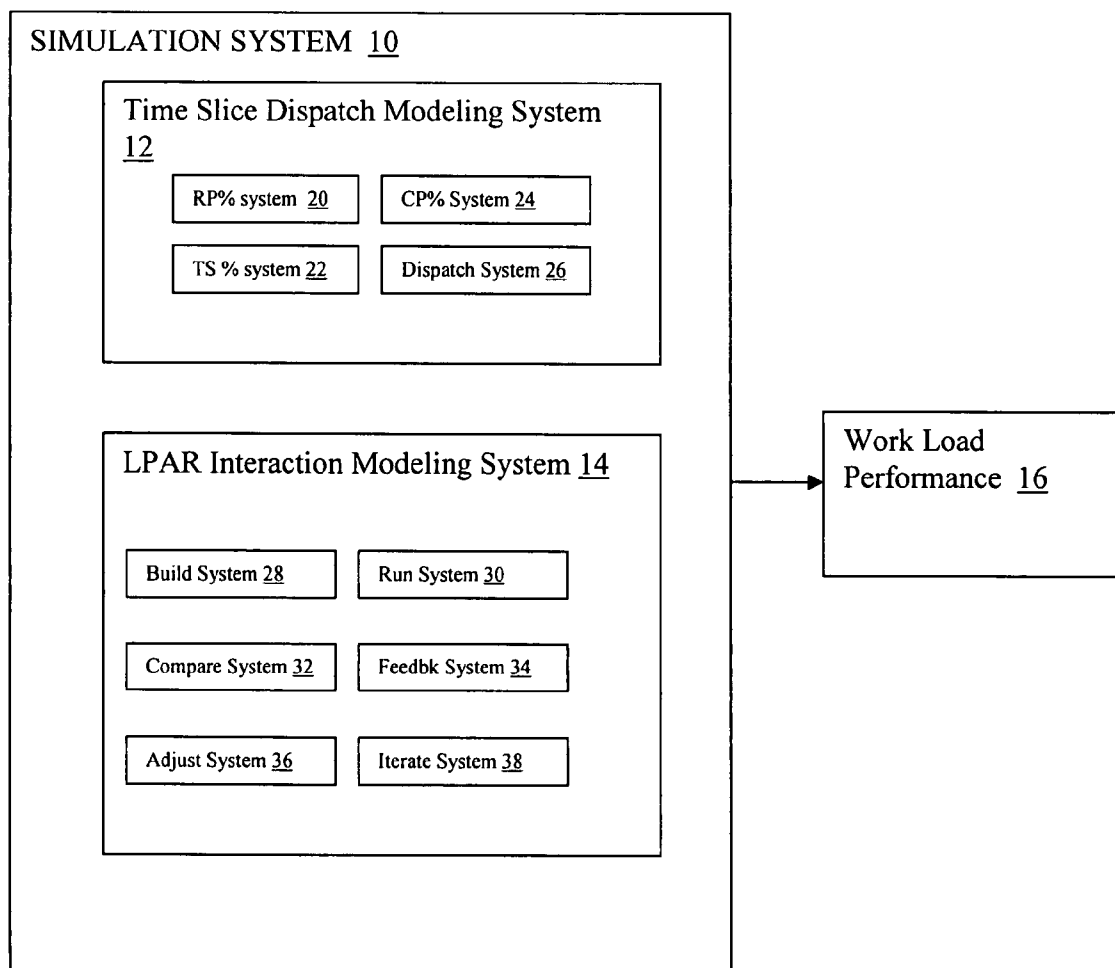 SIMULATION SYSTEM 10
Time Slice Dispatch Modeling System
12
RP% system 20
CP% System 24
TS % system 22
Dispatch System 26
LPAR Interaction Modeling System 14
Build System 28
Run System 30
Compare System 32
Feedbk System 34
Adjust System 36
Iterate System 38
Work Load
Performance 16